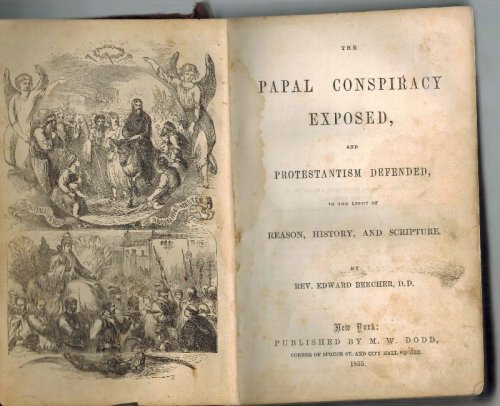 THE
PAPAL CONSPIRACY
EXPOSED,
AND
PROTESTANTISM DEFENDED,
IN THE LIGHT OF
REASON, HISTORY, AND SCRIPTURE.
BY
REV. EDWARD BEECHER, D.D.
New York:
PUBLISHED BY M. W. DODD,
CORNER OF SPRUCE ST. AND CITY HALL SQUARE.
1855.